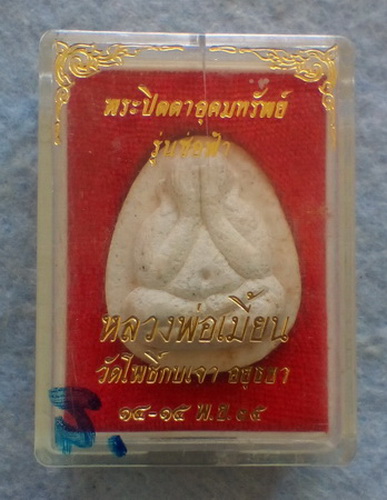 พระปิดตาอุดมทรัพย์
รุ่นช่อฟ้า
หลวงพ่อเมี้ยน
วัดโพธิ์กบเจา อยุธยา
๑๔-๑๕ พ.ย.๓๕